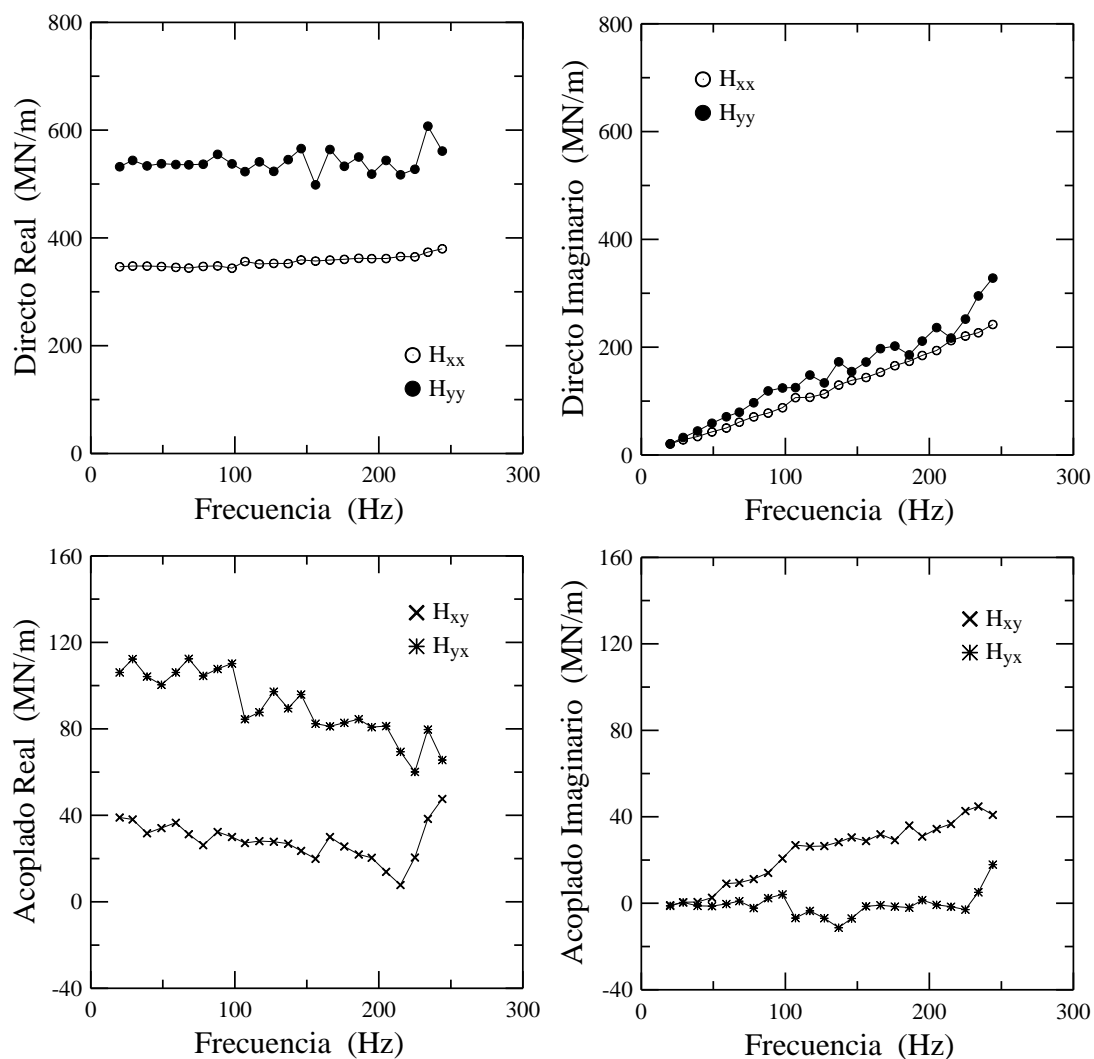 800
600
400
200
0
Directo Real (MN/m)
H_xx
H_yy
0 100 200 300
Frecuencia (Hz)
800
600
400
200
0
Directo Imaginario (MN/m)
H_xx
H_yy
0 100 200 300
Frecuencia (Hz)
160
120
80
40
0
-40
Acoplado Real (MN/m)
H_xy
H_yx
0 100 200 300
Frecuencia (Hz)
160
120
80
40
0
-40
Acoplado Imaginario (MN/m)
H_xy
H_yx
0 100 200 300
Frecuencia (Hz)